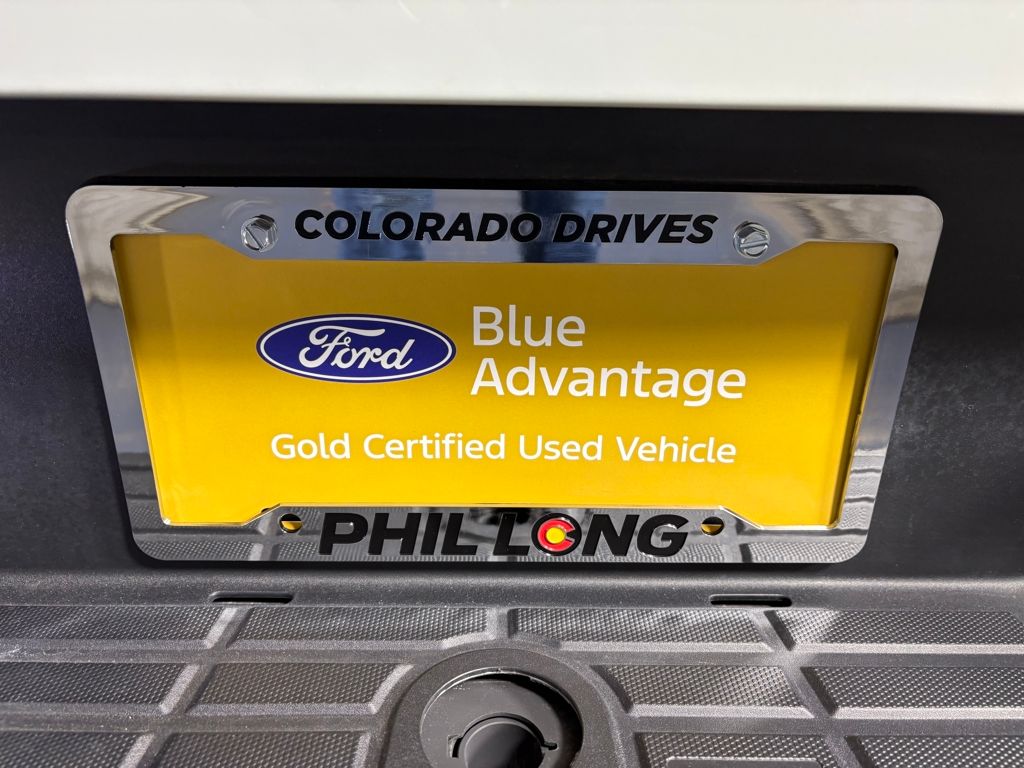 COLORADO DRIVES
Ford
Blue
Advantage
Gold Certified Used Vehicle
PHIL LONG